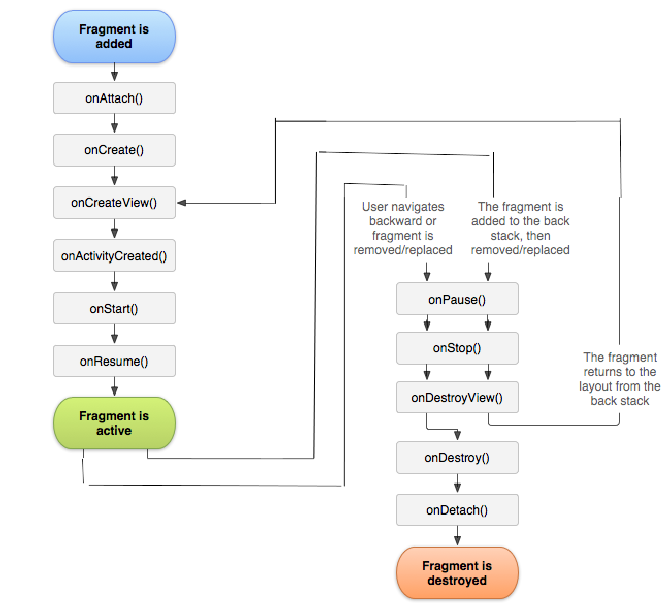 Fragment is
added
onAttach()
onCreate()
onCreateView()
onActivityCreated()
onStart()
onResume()
Fragment is
active
User navigates
backward or
fragment is
removed/replaced
The fragment is
added to the back
stack, then
removed/replaced
onPause()
onStop()
onDestroyView()
The fragment
returns to the
layout from the
back stack
onDestroy()
onDetach()
Fragment is
destroyed